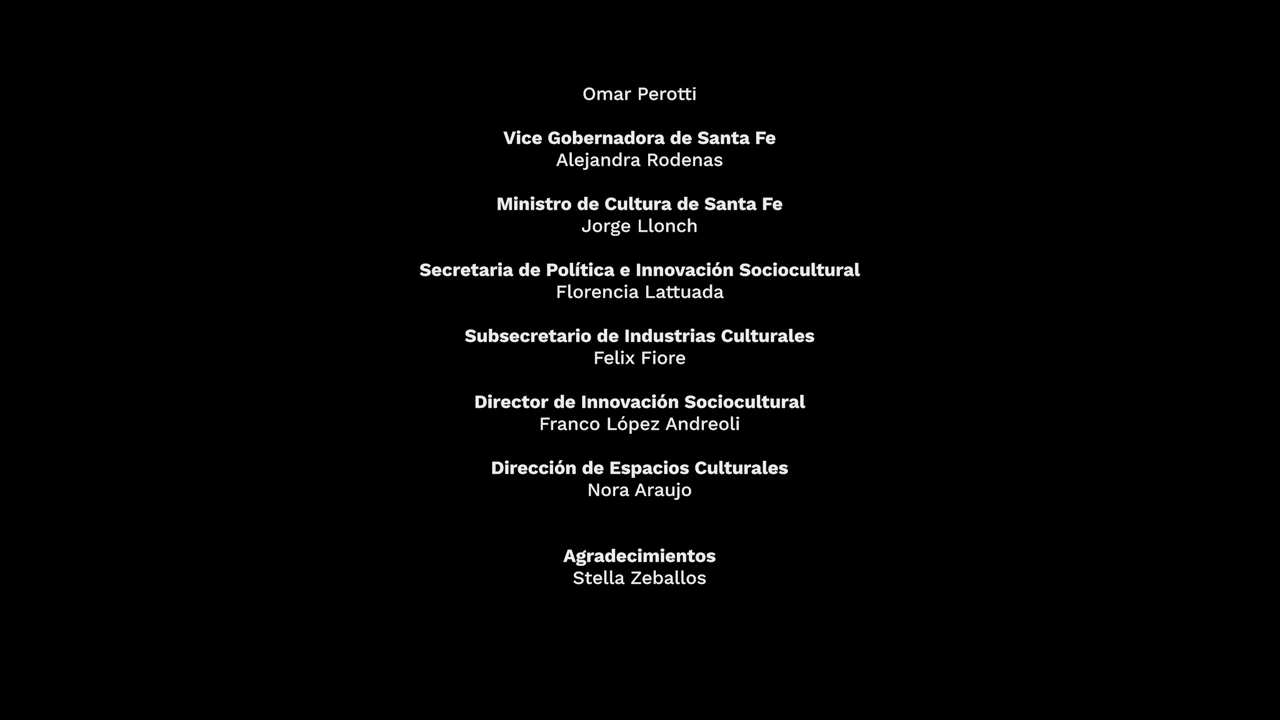 Omar Perotti
Vice Gobernadora de Santa Fe
Alejandra Rodenas
Ministro de Cultura de Santa Fe
Jorge Llonch
Secretaria de Política e Innovación Sociocultural
Florencia Lattuada
Subsecretario de Industrias Culturales
Felix Fiore
Director de Innovación Sociocultural
Franco López Andreoli
Dirección de Espacios Culturales
Nora Araujo
Agradecimientos
Stella Zeballos